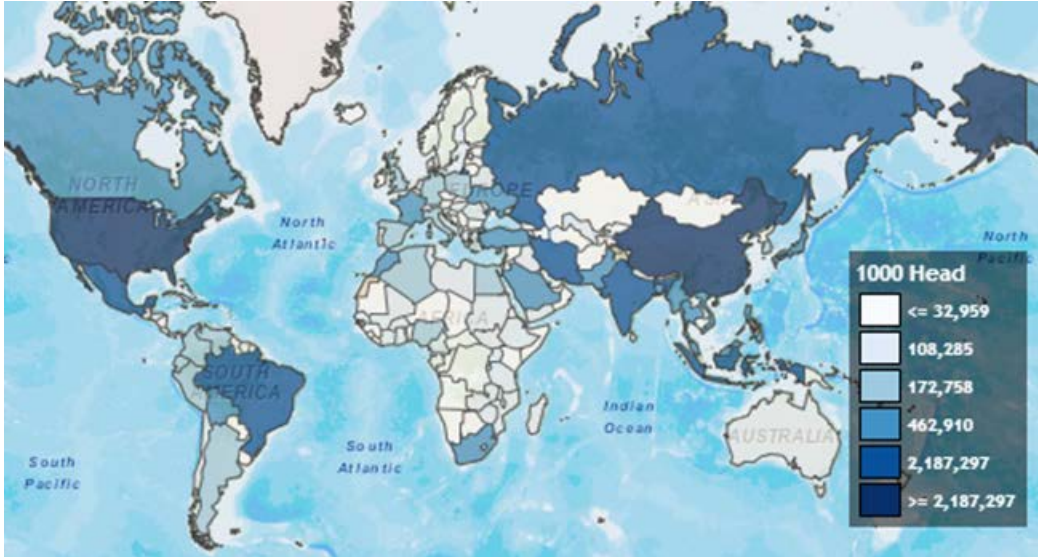 NORTH
AMERICA
North
Atlantic
EUROPE
ASIA
North
Pacific
AFRICA
SOUTH
AMERICA
Indian
Ocean
AUSTRALIA
South
Pacific
South
Atlantic
1000 Head
<= 32,959
108,285
172,758
462,910
2,187,297
>= 2,187,297